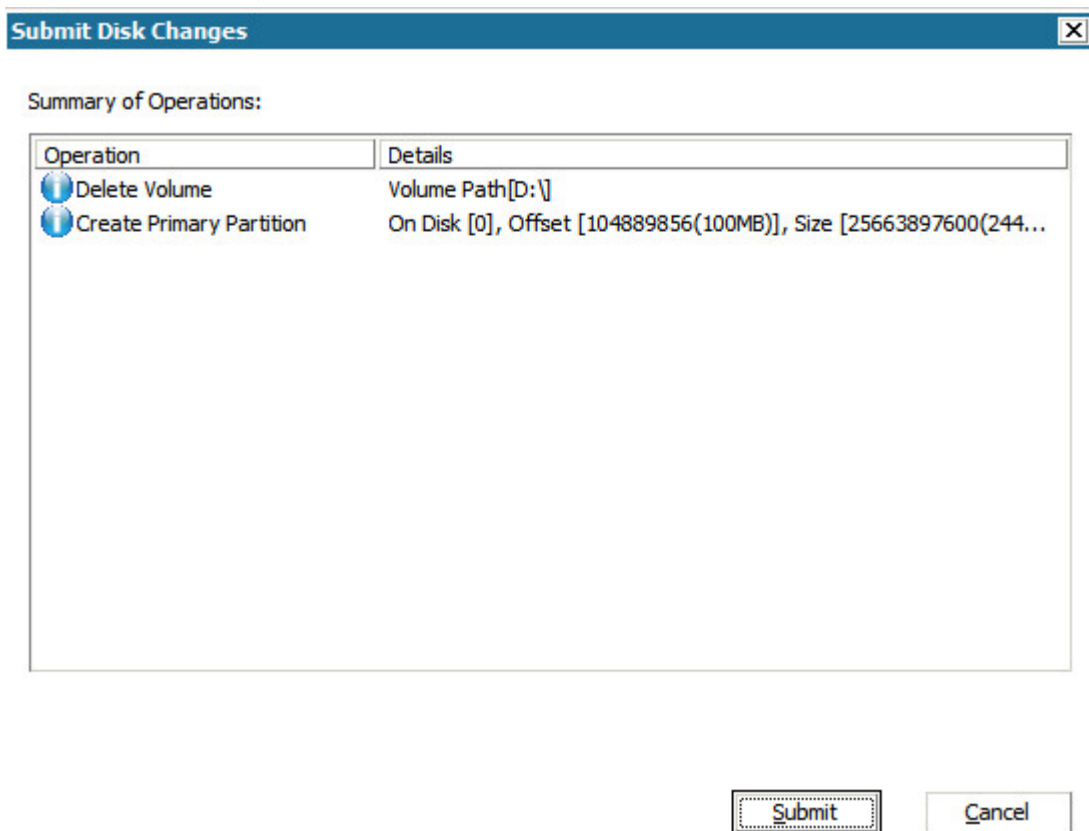 Submit Disk Changes
Summary of Operations:
Operation Details
Delete Volume Volume Path[D:\]
Create Primary Partition On Disk [0], Offset [104889856(100MB)], Size [25663897600(244...
Submit Cancel